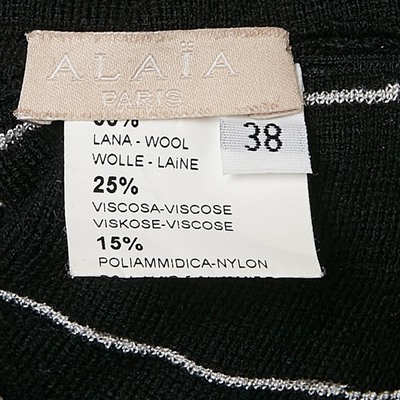 ALAÏA
PARIS
38
LANA - WOOL
WOLLE - LAiNE
25%
VISCOSA-VISCOSE
VISKOSE-VISCOSE
15%
POLIAMMIDICA-NYLON